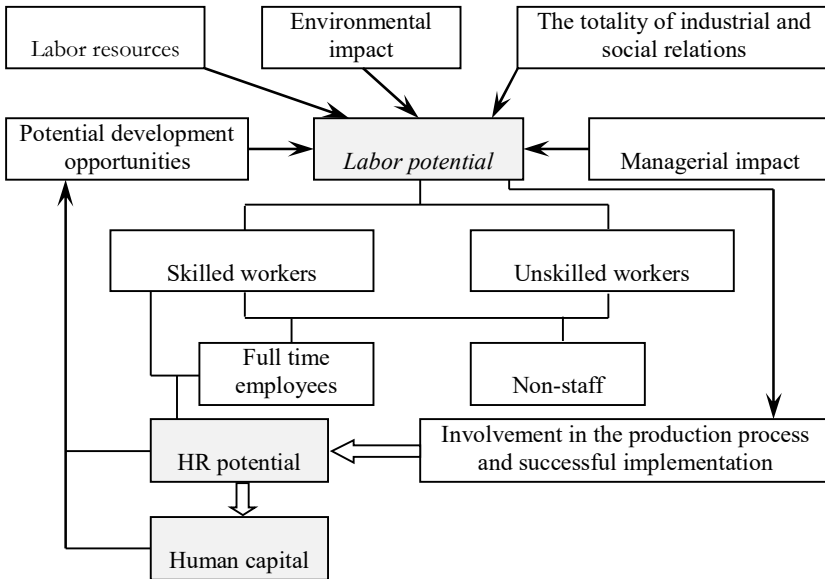 Labor resources
Environmental
impact
The totality of industrial and
social relations
Potential development
opportunities
Labor potential
Managerial impact
Skilled workers
Unskilled workers
Full time
employees
Non-staff
HR potential
Involvement in the production process
and successful implementation
Human capital